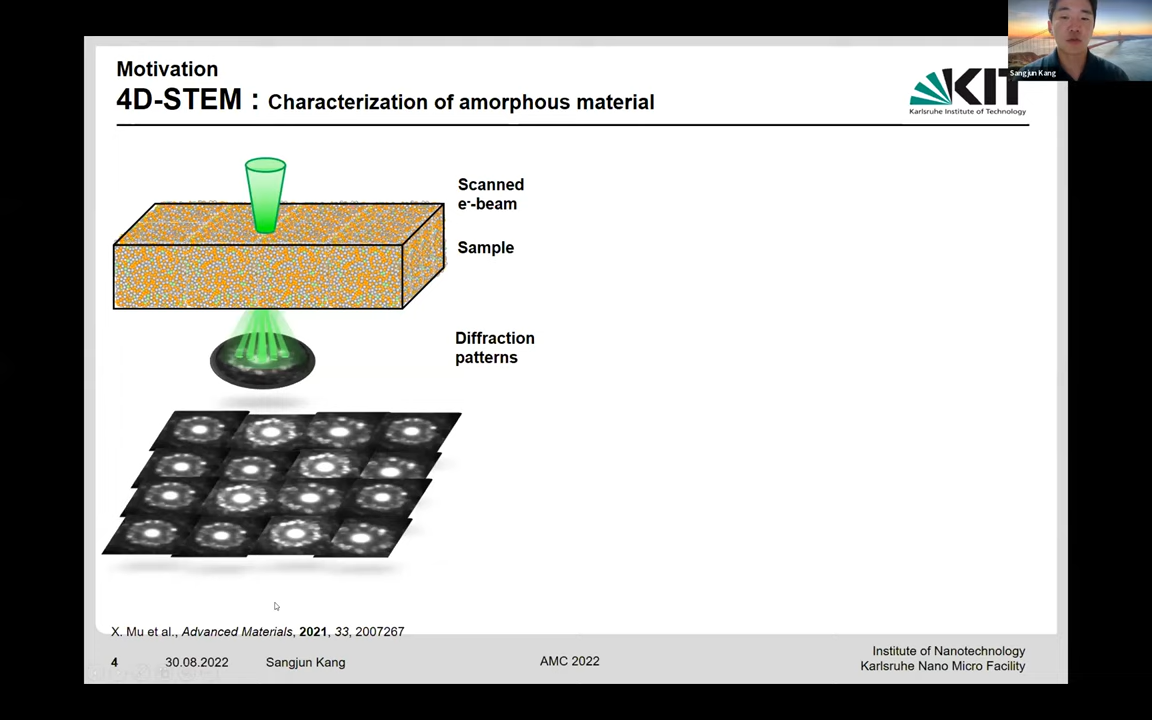 Motivation
4D-STEM : Characterization of amorphous material
Sangjun Kang
KIT
Karlsruhe Institute of Technology
Scanned
e⁻-beam
Sample
Diffraction
patterns
X. Mu et al., Advanced Materials, 2021, 33, 2007267
4
30.08.2022
Sangjun Kang
AMC 2022
Institute of Nanotechnology
Karlsruhe Nano Micro Facility